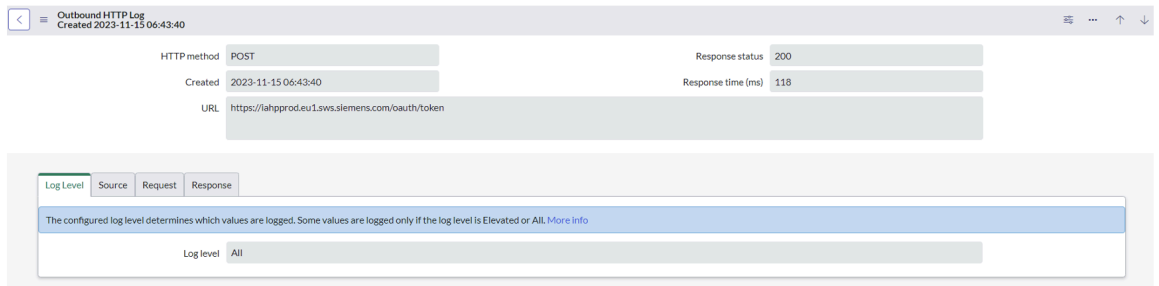 Outbound HTTP Log
Created 2023-11-15 06:43:40
HTTP method POST
Response status 200
Created 2023-11-15 06:43:40
Response time (ms) 118
URL https://iahpprod.eu1.sws.siemens.com/oauth/token
Log Level Source Request Response
The configured log level determines which values are logged. Some values are logged only if the log level is Elevated or All. More info
Log level All